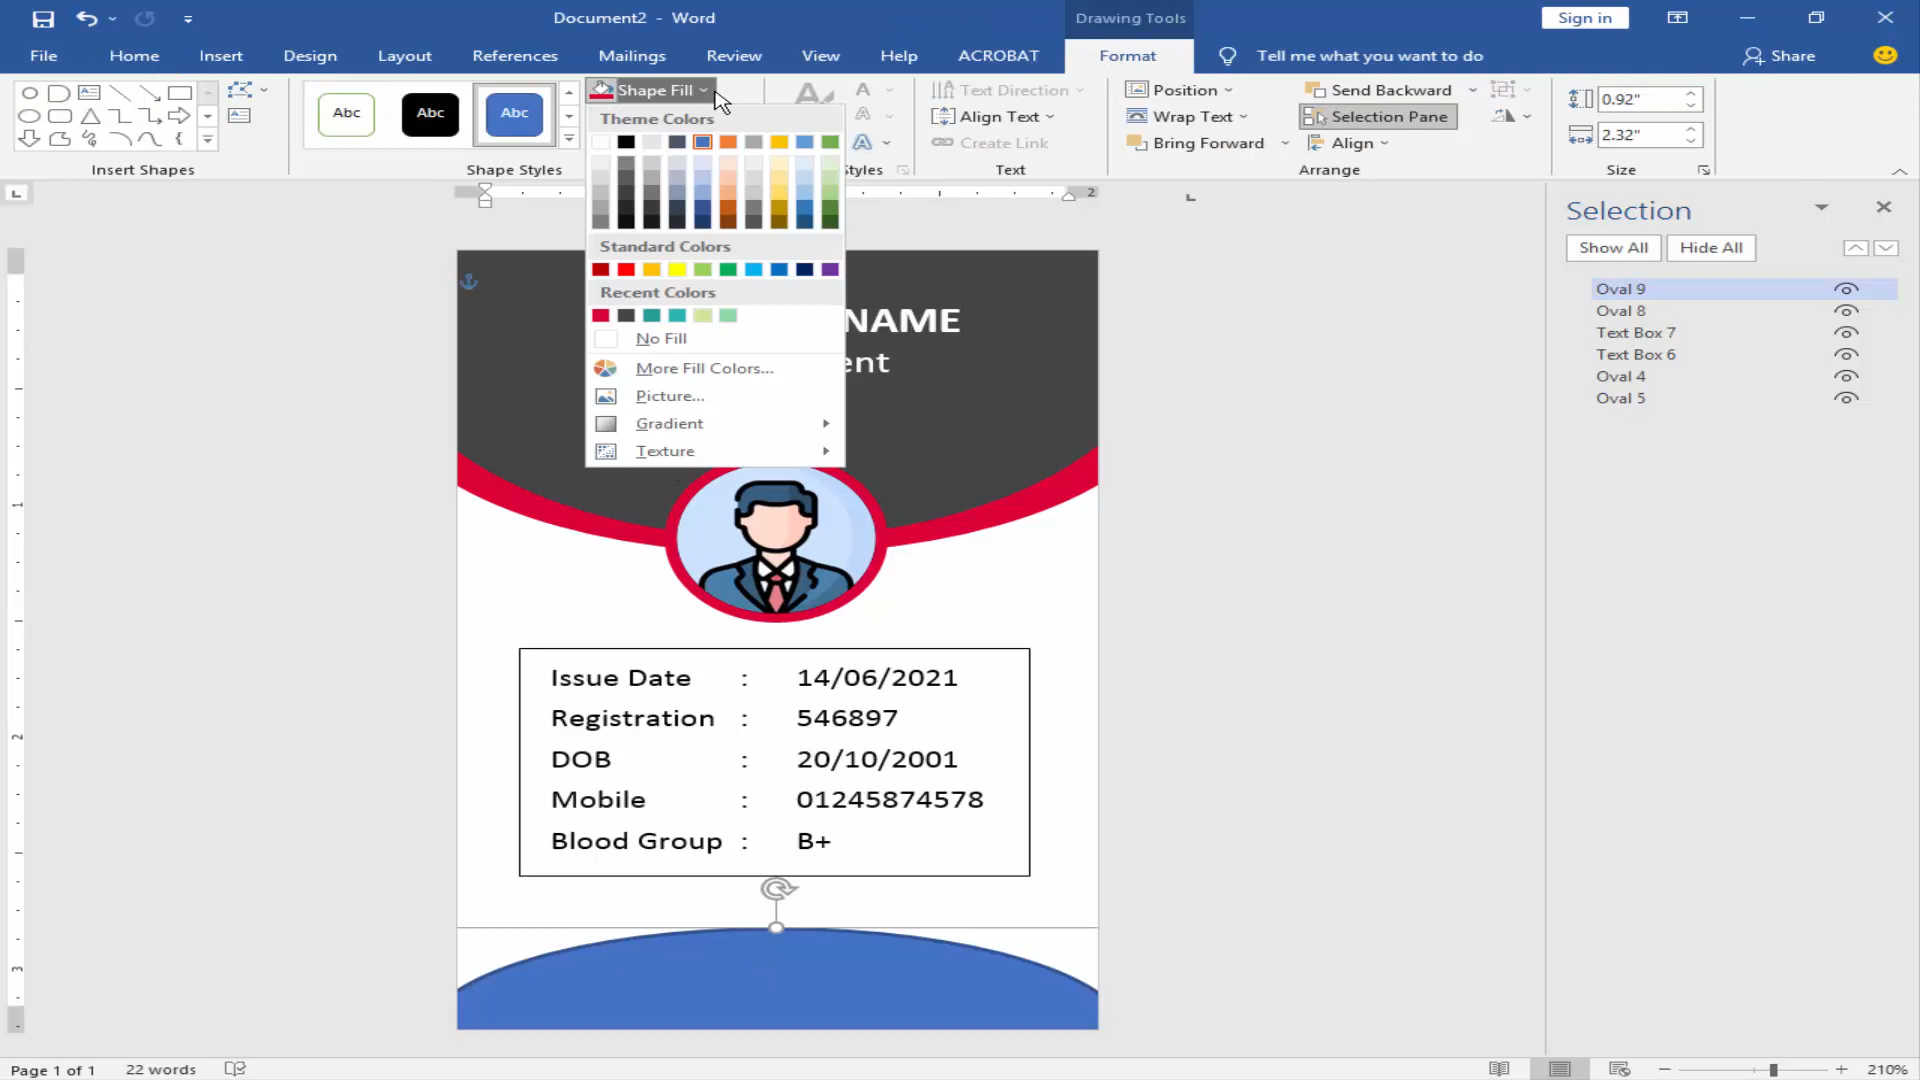 Document2 - Word
Drawing Tools
Sign in
File Home Insert Design Layout References Mailings Review View Help ACROBAT Format Tell me what you want to do Share
Abc Abc Abc
Shape Fill
Text Direction
Align Text
Create Link
Position
Wrap Text
Bring Forward
Send Backward
Selection Pane
Align
0.92"
2.32"
Insert Shapes Shape Styles Styles Text Arrange Size
Theme Colors
Standard Colors
Recent Colors
No Fill
More Fill Colors...
Picture...
Gradient
Texture
2
1
2
3
NAME
ent
Issue Date : 14/06/2021
Registration : 546897
DOB : 20/10/2001
Mobile : 01245874578
Blood Group : B+
Selection
Show All Hide All
Oval 9
Oval 8
Text Box 7
Text Box 6
Oval 4
Oval 5
Page 1 of 1 22 words 210%